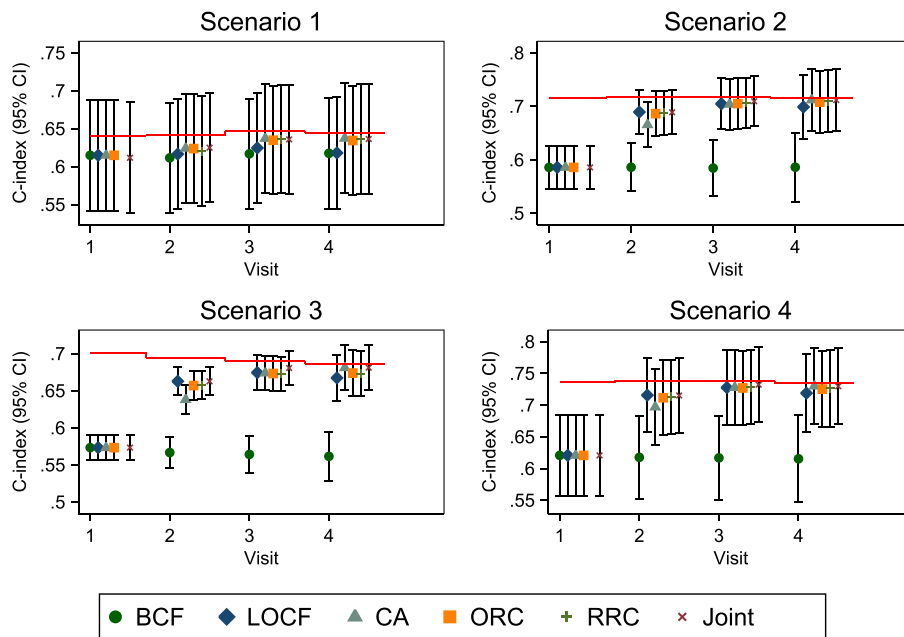 Scenario 1
C-index (95% CI)
.75
.7
.65
.6
.55
1 2 3 4
Visit
Scenario 2
C-index (95% CI)
.8
.7
.6
.5
1 2 3 4
Visit
Scenario 3
C-index (95% CI)
.7
.65
.6
.55
.5
1 2 3 4
Visit
Scenario 4
C-index (95% CI)
.8
.75
.7
.65
.6
.55
1 2 3 4
Visit
BCF LOCF CA ORC RRC Joint